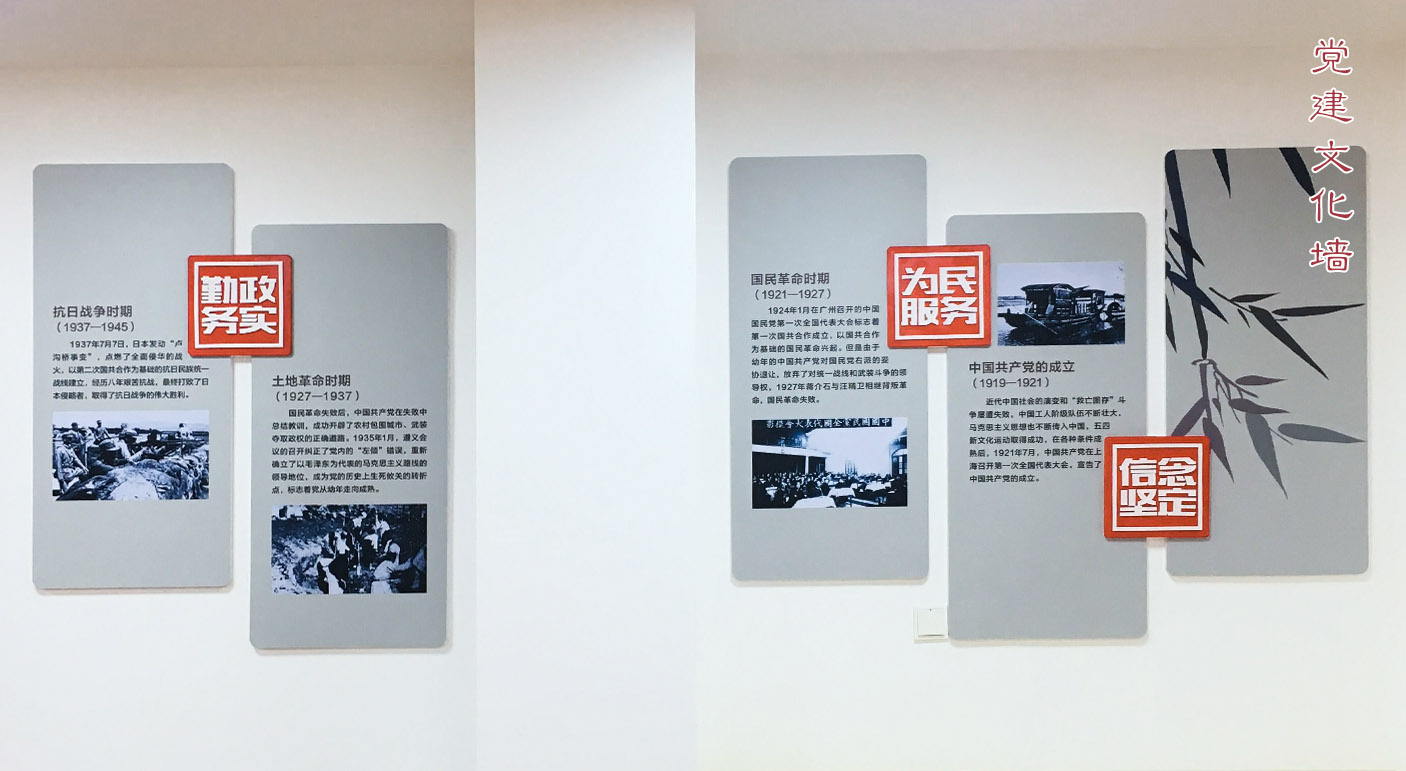 党建文化墙
抗日战争时期
（1937—1945）
1937年7月7日，日本发动“卢
沟桥事变”，点燃了全面侵华的战
火，以第二次国共合作为基础的抗日民族统一
战线建立，经历八年艰苦抗战，最终打败了日
本侵略者，取得了抗日战争的伟大胜利。
勤政
务实
土地革命时期
（1927—1937）
国民革命失败后，中国共产党在失败中
总结教训，成功开辟了农村包围城市、武装
夺取政权的正确道路。1935年1月，遵义会
议的召开纠正了党内的“左倾”错误，重新
确立了以毛泽东为代表的马克思主义路线的
领导地位，成为党的历史上生死攸关的转折
点，标志着党从幼年走向成熟。
国民革命时期
（1921—1927）
1924年1月在广州召开的中国
国民党第一次全国代表大会标志着
第一次国共合作成立，以国共合作
为基础的国民革命兴起。但是由于
幼年的中国共产党对国民党右派的妥
协退让，放弃了对统一战线和武装斗争的领
导权，1927年蒋介石与汪精卫相继背叛革
命，国民革命失败。
影摄會大表代國全黨民國國中
为民
服务
中国共产党的成立
（1919—1921）
近代中国社会的演变和“救亡图存”斗
争屡遭失败，中国工人阶级队伍不断壮大，
马克思主义思想也不断传入中国，五四
新文化运动取得成功，在各种条件成
熟后，1921年7月，中国共产党在上
海召开第一次全国代表大会，宣告了
中国共产党的成立。
信念
坚定